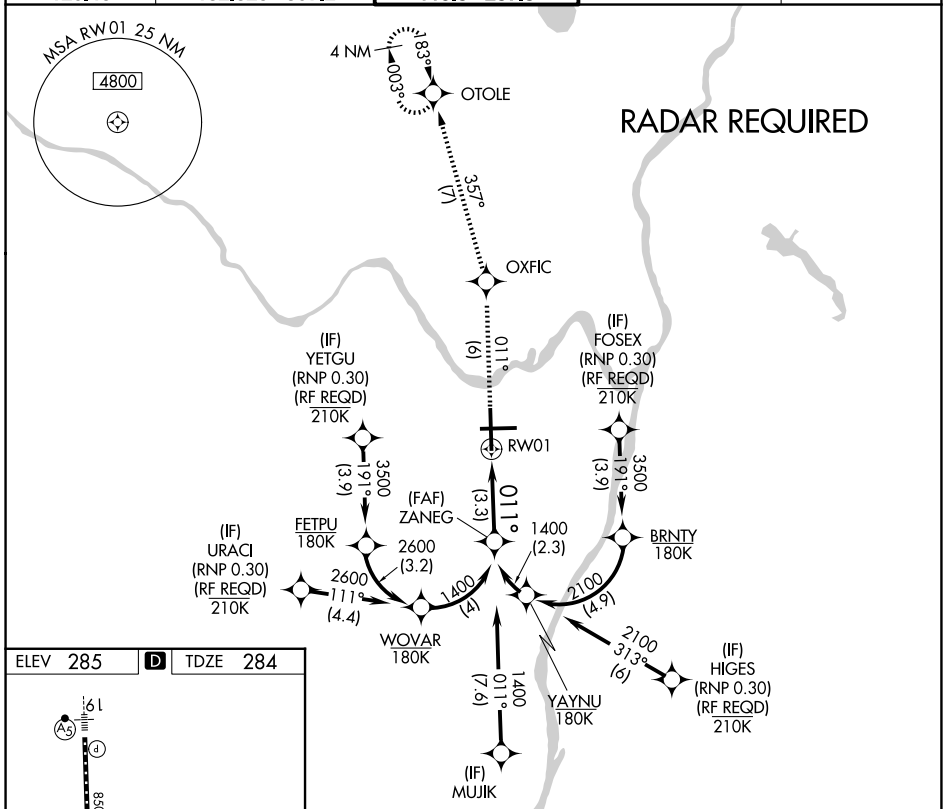 MSA RW01 25 NM
4800
4 NM
183°
003°
OTOLE
RADAR REQUIRED
357°
(7)
OXFIC
011°
(6)
(IF)
YETGU
(RNP 0.30)
(RF REQD)
210K
(IF)
FOSEX
(RNP 0.30)
(RF REQD)
210K
3500
191°
(3.9)
RW01
3500
191°
(3.9)
(FAF)
ZANEG
011°
(3.3)
FETPU
180K
1400
(2.3)
BRNTY
180K
(IF)
URACI
(RNP 0.30)
(RF REQD)
210K
2600
(3.2)
2600
111°
(4.4)
1400
(4)
2100
(4.9)
WOVAR
180K
1400
011°
(7.6)
YAYNU
180K
2100
313°
(6)
(IF)
HIGES
(RNP 0.30)
(RF REQD)
210K
(IF)
MUJIK
ELEV 285
D
TDZE 284
19
A5
P